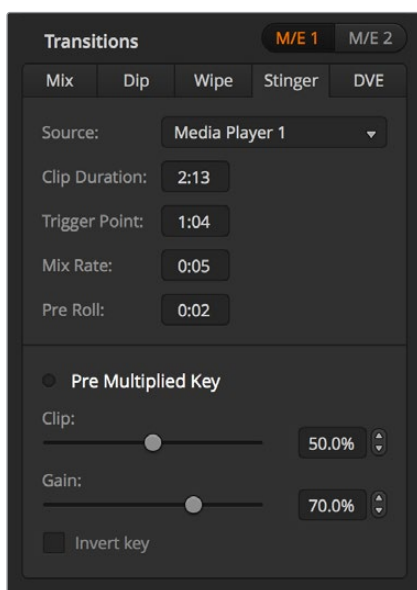 Transitions M/E 1 M/E 2
Mix Dip Wipe Stinger DVE
Source: Media Player 1
Clip Duration: 2:13
Trigger Point: 1:04
Mix Rate: 0:05
Pre Roll: 0:02
Pre Multiplied Key
Clip:
50.0%
Gain:
70.0%
Invert key